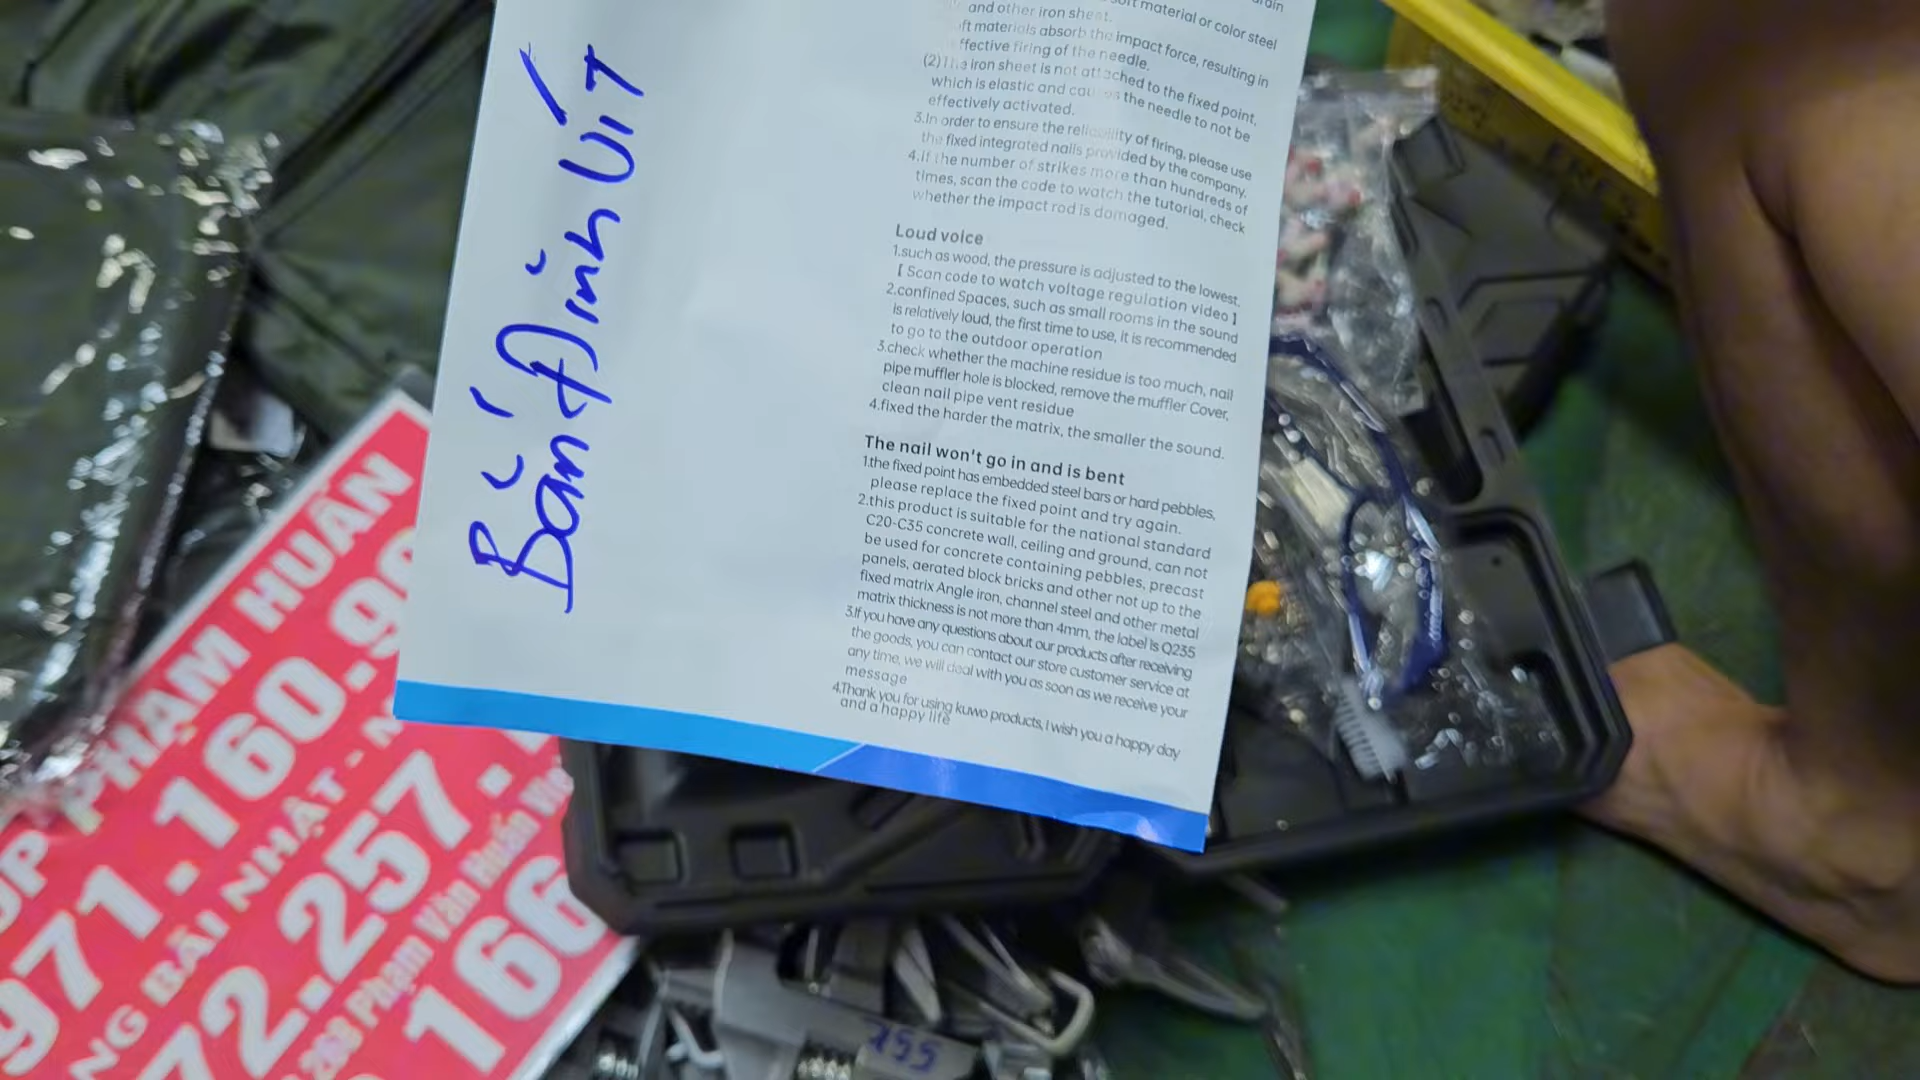 Bắn Đinh Vít
soft material or color steel
and other iron sheet.
materials absorb the impact force, resulting in
firing of the needle.
(2)The iron sheet is not attached to the fixed point,
which is elastic and causes the needle to not be
effectively activated.
3.In order to ensure the reliability of firing, please use
the fixed integrated nails provided by the company.
4.if the number of strikes more than hundreds of
times, scan the code to watch the tutorial, check
whether the impact rod is damaged.
Loud voice
1.such as wood, the pressure is adjusted to the lowest.
【 Scan code to watch voltage regulation video 】
2.confined Spaces, such as small rooms in the sound
is relatively loud, the first time to use, it is recommended
to go to the outdoor operation
3.check whether the machine residue is too much, nail
pipe muffler hole is blocked, remove the muffler Cover,
clean nail pipe vent residue
4.fixed the harder the matrix, the smaller the sound.
The nail won't go in and is bent
1.the fixed point has embedded steel bars or hard pebbles,
please replace the fixed point and try again.
2.this product is suitable for the national standard
C20-C35 concrete wall, ceiling and ground, can not
be used for concrete containing pebbles, precast
panels, aerated block bricks and other not up to the
fixed matrix Angle iron, channel steel and other metal
matrix thickness is not more than 4mm, the label is Q235
3.If you have any questions about our products after receiving
the goods, you can contact our store customer service at
any time, we will deal with you as soon as we receive your
message
4.Thank you for using kuwo products, I wish you a happy day
and a happy life
PHẠM HUÂN
971.160.9
NG BÃI NHẬT - N
72.257.
208 Phạm Văn Huấn
166
255